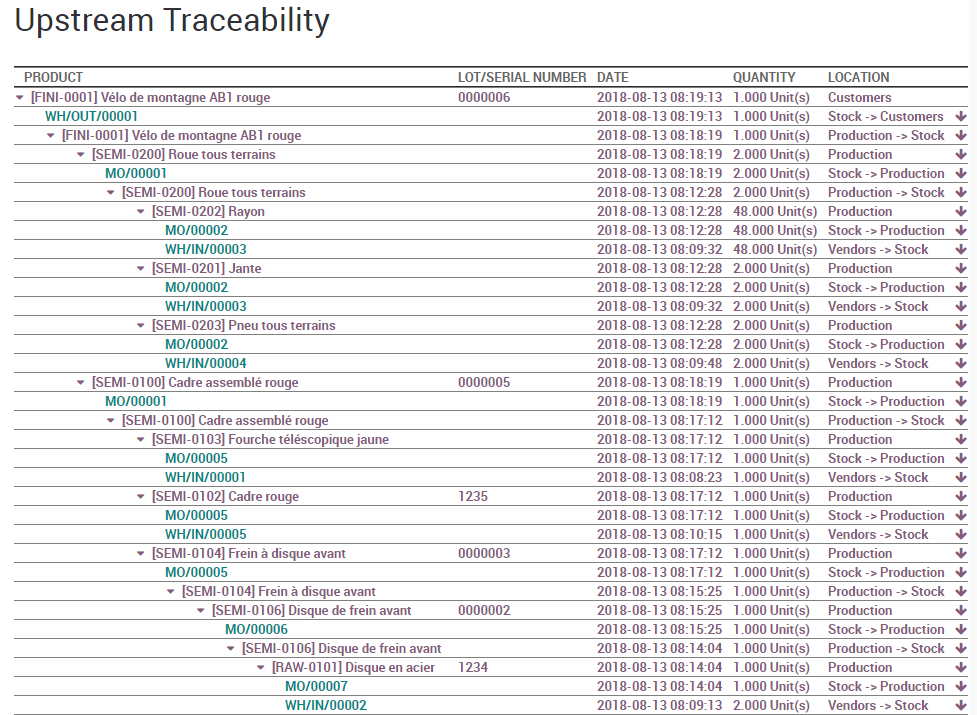 Upstream Traceability
PRODUCT LOT/SERIAL NUMBER DATE QUANTITY LOCATION
[FINI-0001] Vélo de montagne AB1 rouge 0000006 2018-08-13 08:19:13 1.000 Unit(s) Customers
WH/OUT/00001 2018-08-13 08:19:13 1.000 Unit(s) Stock -> Customers
[FINI-0001] Vélo de montagne AB1 rouge 2018-08-13 08:18:19 1.000 Unit(s) Production -> Stock
[SEMI-0200] Roue tous terrains 2018-08-13 08:18:19 2.000 Unit(s) Production
MO/00001 2018-08-13 08:18:19 2.000 Unit(s) Stock -> Production
[SEMI-0200] Roue tous terrains 2018-08-13 08:12:28 2.000 Unit(s) Production -> Stock
[SEMI-0202] Rayon 2018-08-13 08:12:28 48.000 Unit(s) Production
MO/00002 2018-08-13 08:12:28 48.000 Unit(s) Stock -> Production
WH/IN/00003 2018-08-13 08:09:32 48.000 Unit(s) Vendors -> Stock
[SEMI-0201] Jante 2018-08-13 08:12:28 2.000 Unit(s) Production
MO/00002 2018-08-13 08:12:28 2.000 Unit(s) Stock -> Production
WH/IN/00003 2018-08-13 08:09:32 2.000 Unit(s) Vendors -> Stock
[SEMI-0203] Pneu tous terrains 2018-08-13 08:12:28 2.000 Unit(s) Production
MO/00002 2018-08-13 08:12:28 2.000 Unit(s) Stock -> Production
WH/IN/00004 2018-08-13 08:09:48 2.000 Unit(s) Vendors -> Stock
[SEMI-0100] Cadre assemblé rouge 0000005 2018-08-13 08:18:19 1.000 Unit(s) Production
MO/00001 2018-08-13 08:18:19 1.000 Unit(s) Stock -> Production
[SEMI-0100] Cadre assemblé rouge 2018-08-13 08:17:12 1.000 Unit(s) Production -> Stock
[SEMI-0103] Fourche téléscopique jaune 2018-08-13 08:17:12 1.000 Unit(s) Production
MO/00005 2018-08-13 08:17:12 1.000 Unit(s) Stock -> Production
WH/IN/00001 2018-08-13 08:08:23 1.000 Unit(s) Vendors -> Stock
[SEMI-0102] Cadre rouge 1235 2018-08-13 08:17:12 1.000 Unit(s) Production
MO/00005 2018-08-13 08:17:12 1.000 Unit(s) Stock -> Production
WH/IN/00005 2018-08-13 08:10:15 1.000 Unit(s) Vendors -> Stock
[SEMI-0104] Frein à disque avant 0000003 2018-08-13 08:17:12 1.000 Unit(s) Production
MO/00005 2018-08-13 08:17:12 1.000 Unit(s) Stock -> Production
[SEMI-0104] Frein à disque avant 2018-08-13 08:15:25 1.000 Unit(s) Production -> Stock
[SEMI-0106] Disque de frein avant 0000002 2018-08-13 08:15:25 1.000 Unit(s) Production
MO/00006 2018-08-13 08:15:25 1.000 Unit(s) Stock -> Production
[SEMI-0106] Disque de frein avant 2018-08-13 08:14:04 1.000 Unit(s) Production -> Stock
[RAW-0101] Disque en acier 1234 2018-08-13 08:14:04 1.000 Unit(s) Production
MO/00007 2018-08-13 08:14:04 1.000 Unit(s) Stock -> Production
WH/IN/00002 2018-08-13 08:09:13 2.000 Unit(s) Vendors -> Stock